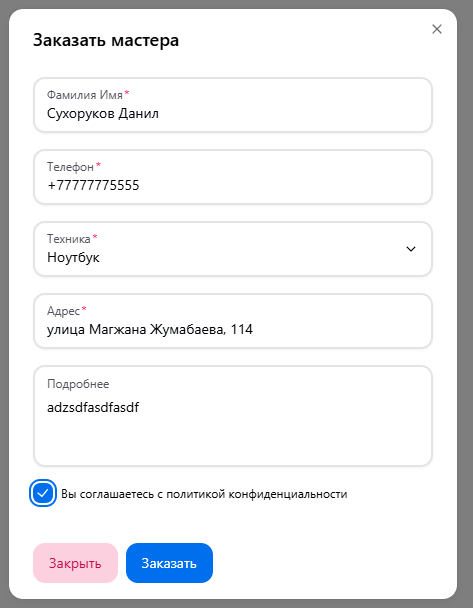 Заказать мастера
Фамилия Имя*
Сухоруков Данил
Телефон*
+77777775555
Техника*
Ноутбук
Адрес*
улица Магжана Жумабаева, 114
Подробнее
adzsdfasdfasdf
Вы соглашаетесь с политикой конфиденциальности
Закрыть Заказать